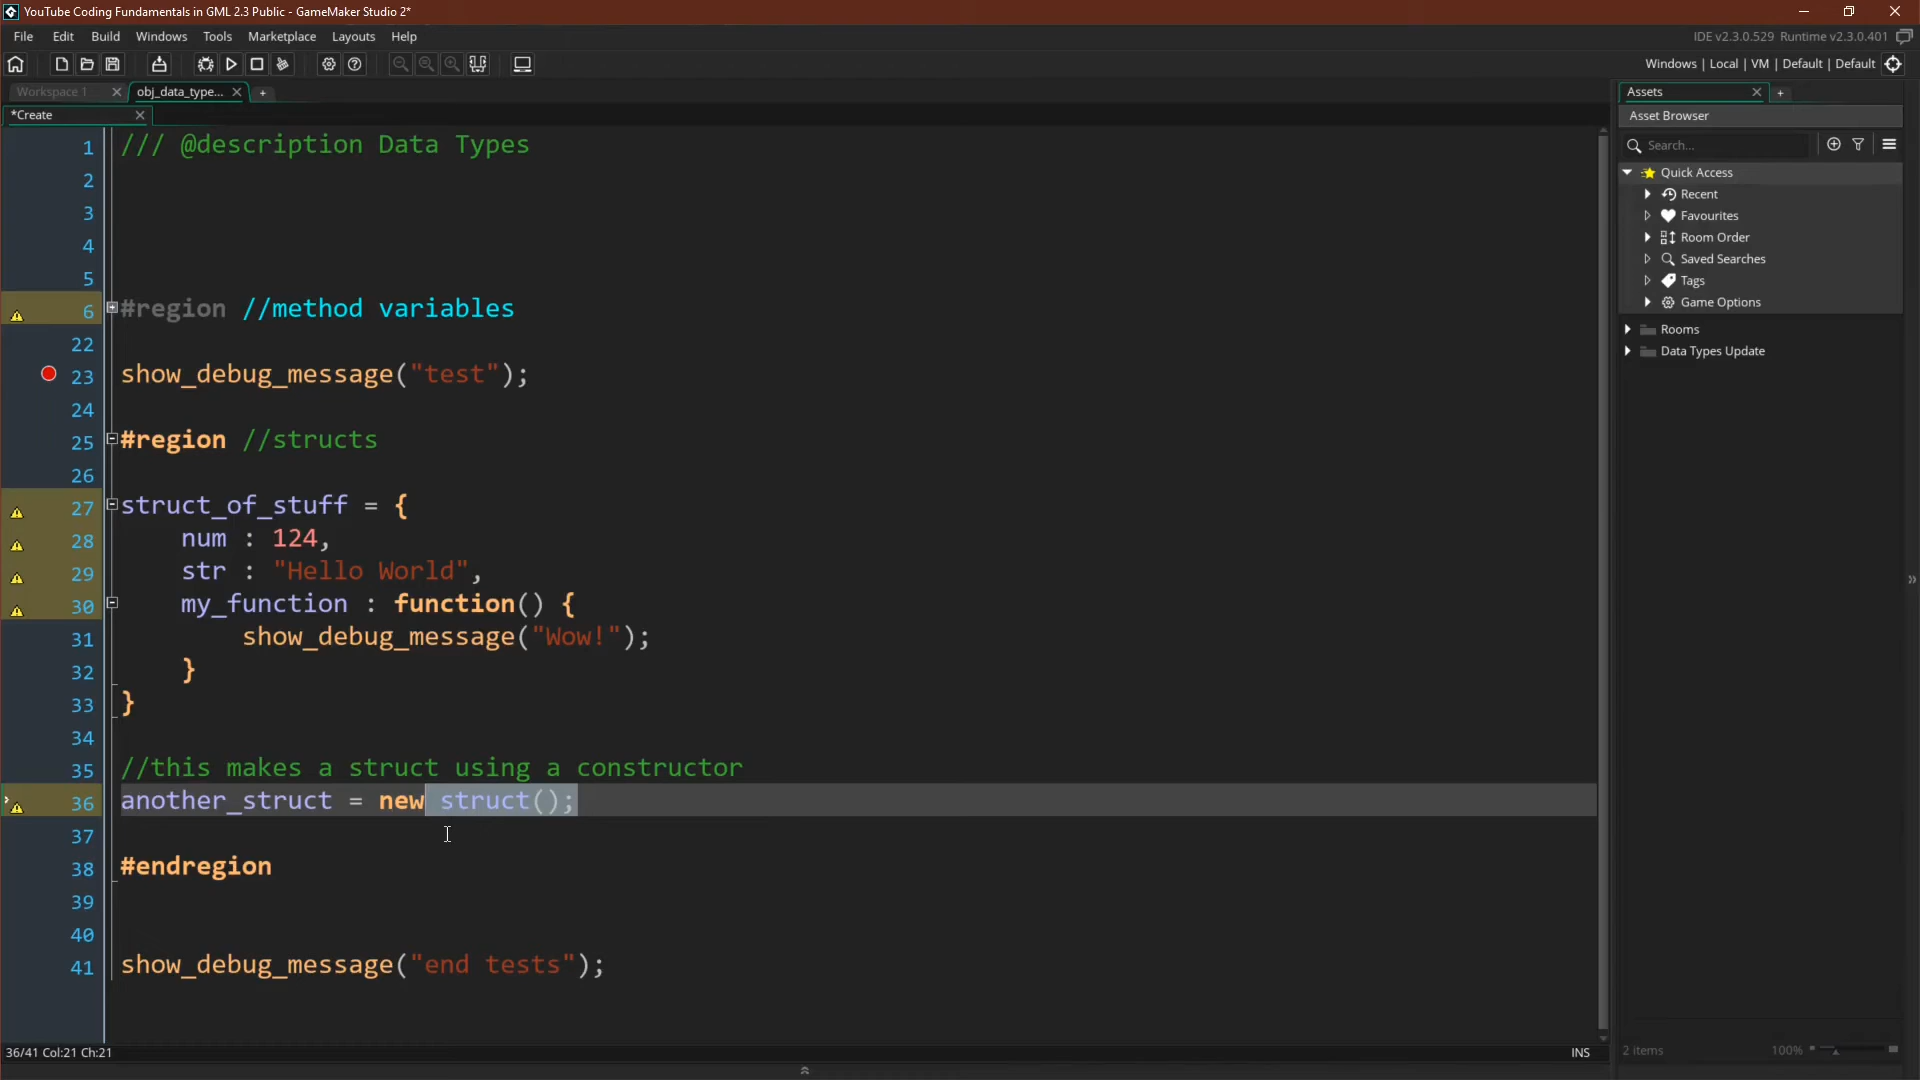 YouTube Coding Fundamentals in GML 2.3 Public - GameMaker Studio 2*
File Edit Build Windows Tools Marketplace Layouts Help
IDE v2.3.0.529 Runtime v2.3.0.401
Windows | Local | VM | Default | Default
Workspace 1
obj_data_type...
*Create
1 /// @description Data Types
2
3
4
5
6 #region //method variables
22
23 show_debug_message("test");
24
25 #region //structs
26
27 struct_of_stuff = {
28 num : 124,
29 str : "Hello World",
30 my_function : function() {
31 show_debug_message("Wow!");
32 }
33 }
34
35 //this makes a struct using a constructor
36 another_struct = new struct();
37
38 #endregion
39
40
41 show_debug_message("end tests");
36/41 Col:21 Ch:21
INS
Assets
Asset Browser
Search...
Quick Access
Recent
Favourites
Room Order
Saved Searches
Tags
Game Options
Rooms
Data Types Update
2 items
100%